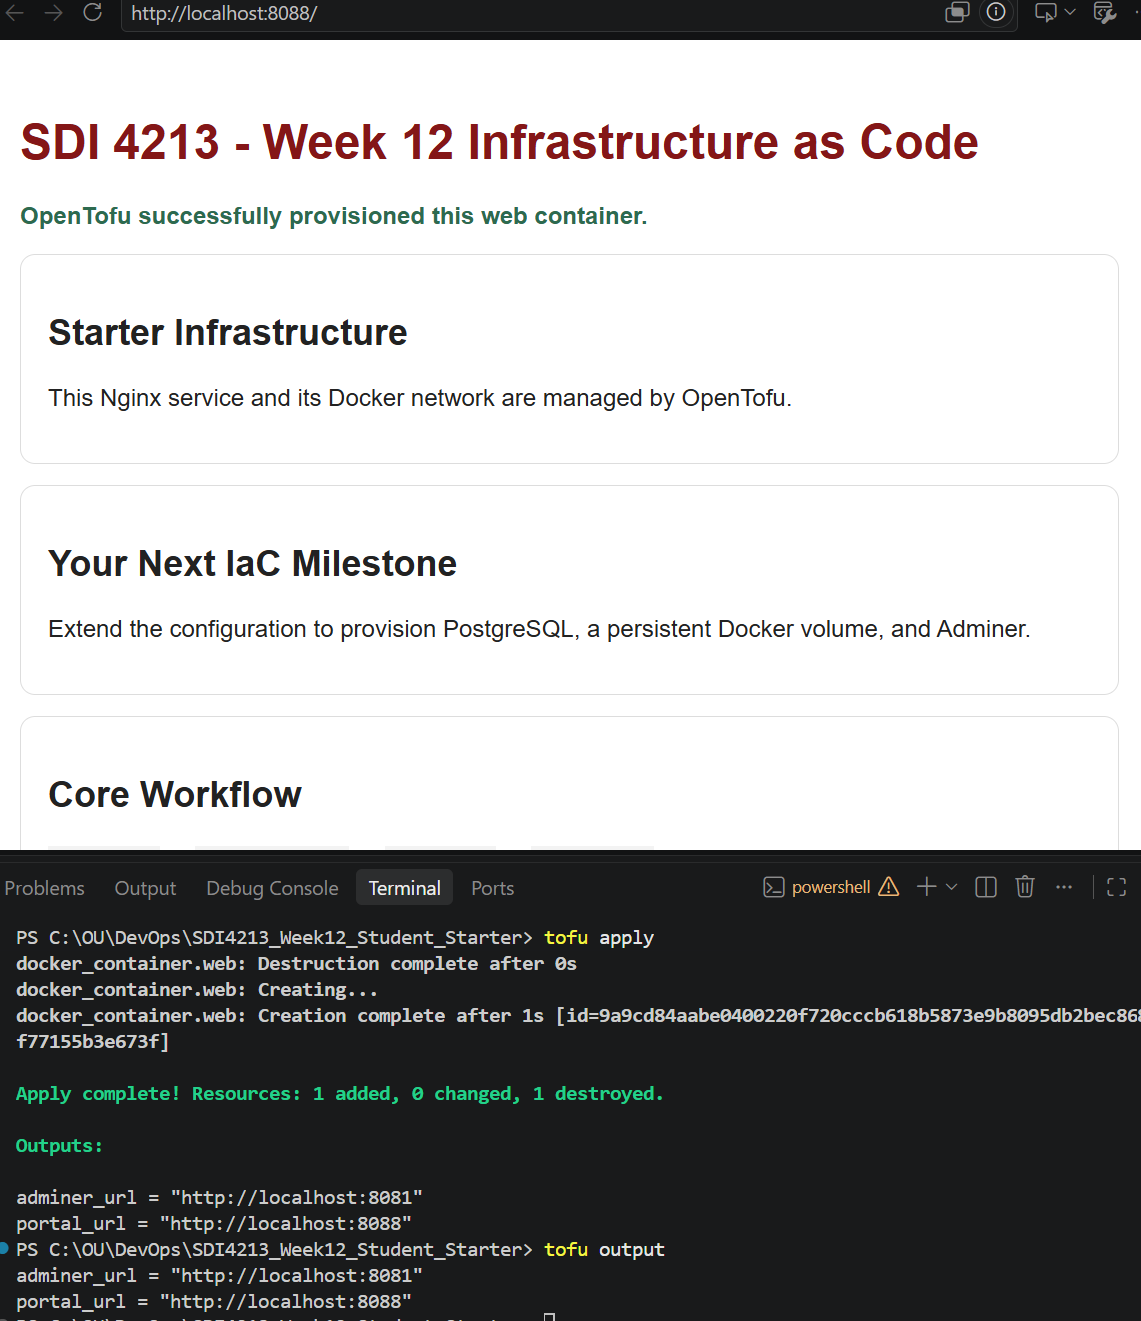 http://localhost:8088/
SDI 4213 - Week 12 Infrastructure as Code
OpenTofu successfully provisioned this web container.
Starter Infrastructure
This Nginx service and its Docker network are managed by OpenTofu.
Your Next IaC Milestone
Extend the configuration to provision PostgreSQL, a persistent Docker volume, and Adminer.
Core Workflow
Problems Output Debug Console Terminal Ports powershell
PS C:\OU\DevOps\SDI4213_Week12_Student_Starter> tofu apply
docker_container.web: Destruction complete after 0s
docker_container.web: Creating...
docker_container.web: Creation complete after 1s [id=9a9cd84aabe0400220f720cccb618b5873e9b8095db2bec868
f77155b3e673f]
Apply complete! Resources: 1 added, 0 changed, 1 destroyed.
Outputs:
adminer_url = "http://localhost:8081"
portal_url = "http://localhost:8088"
PS C:\OU\DevOps\SDI4213_Week12_Student_Starter> tofu output
adminer_url = "http://localhost:8081"
portal_url = "http://localhost:8088"